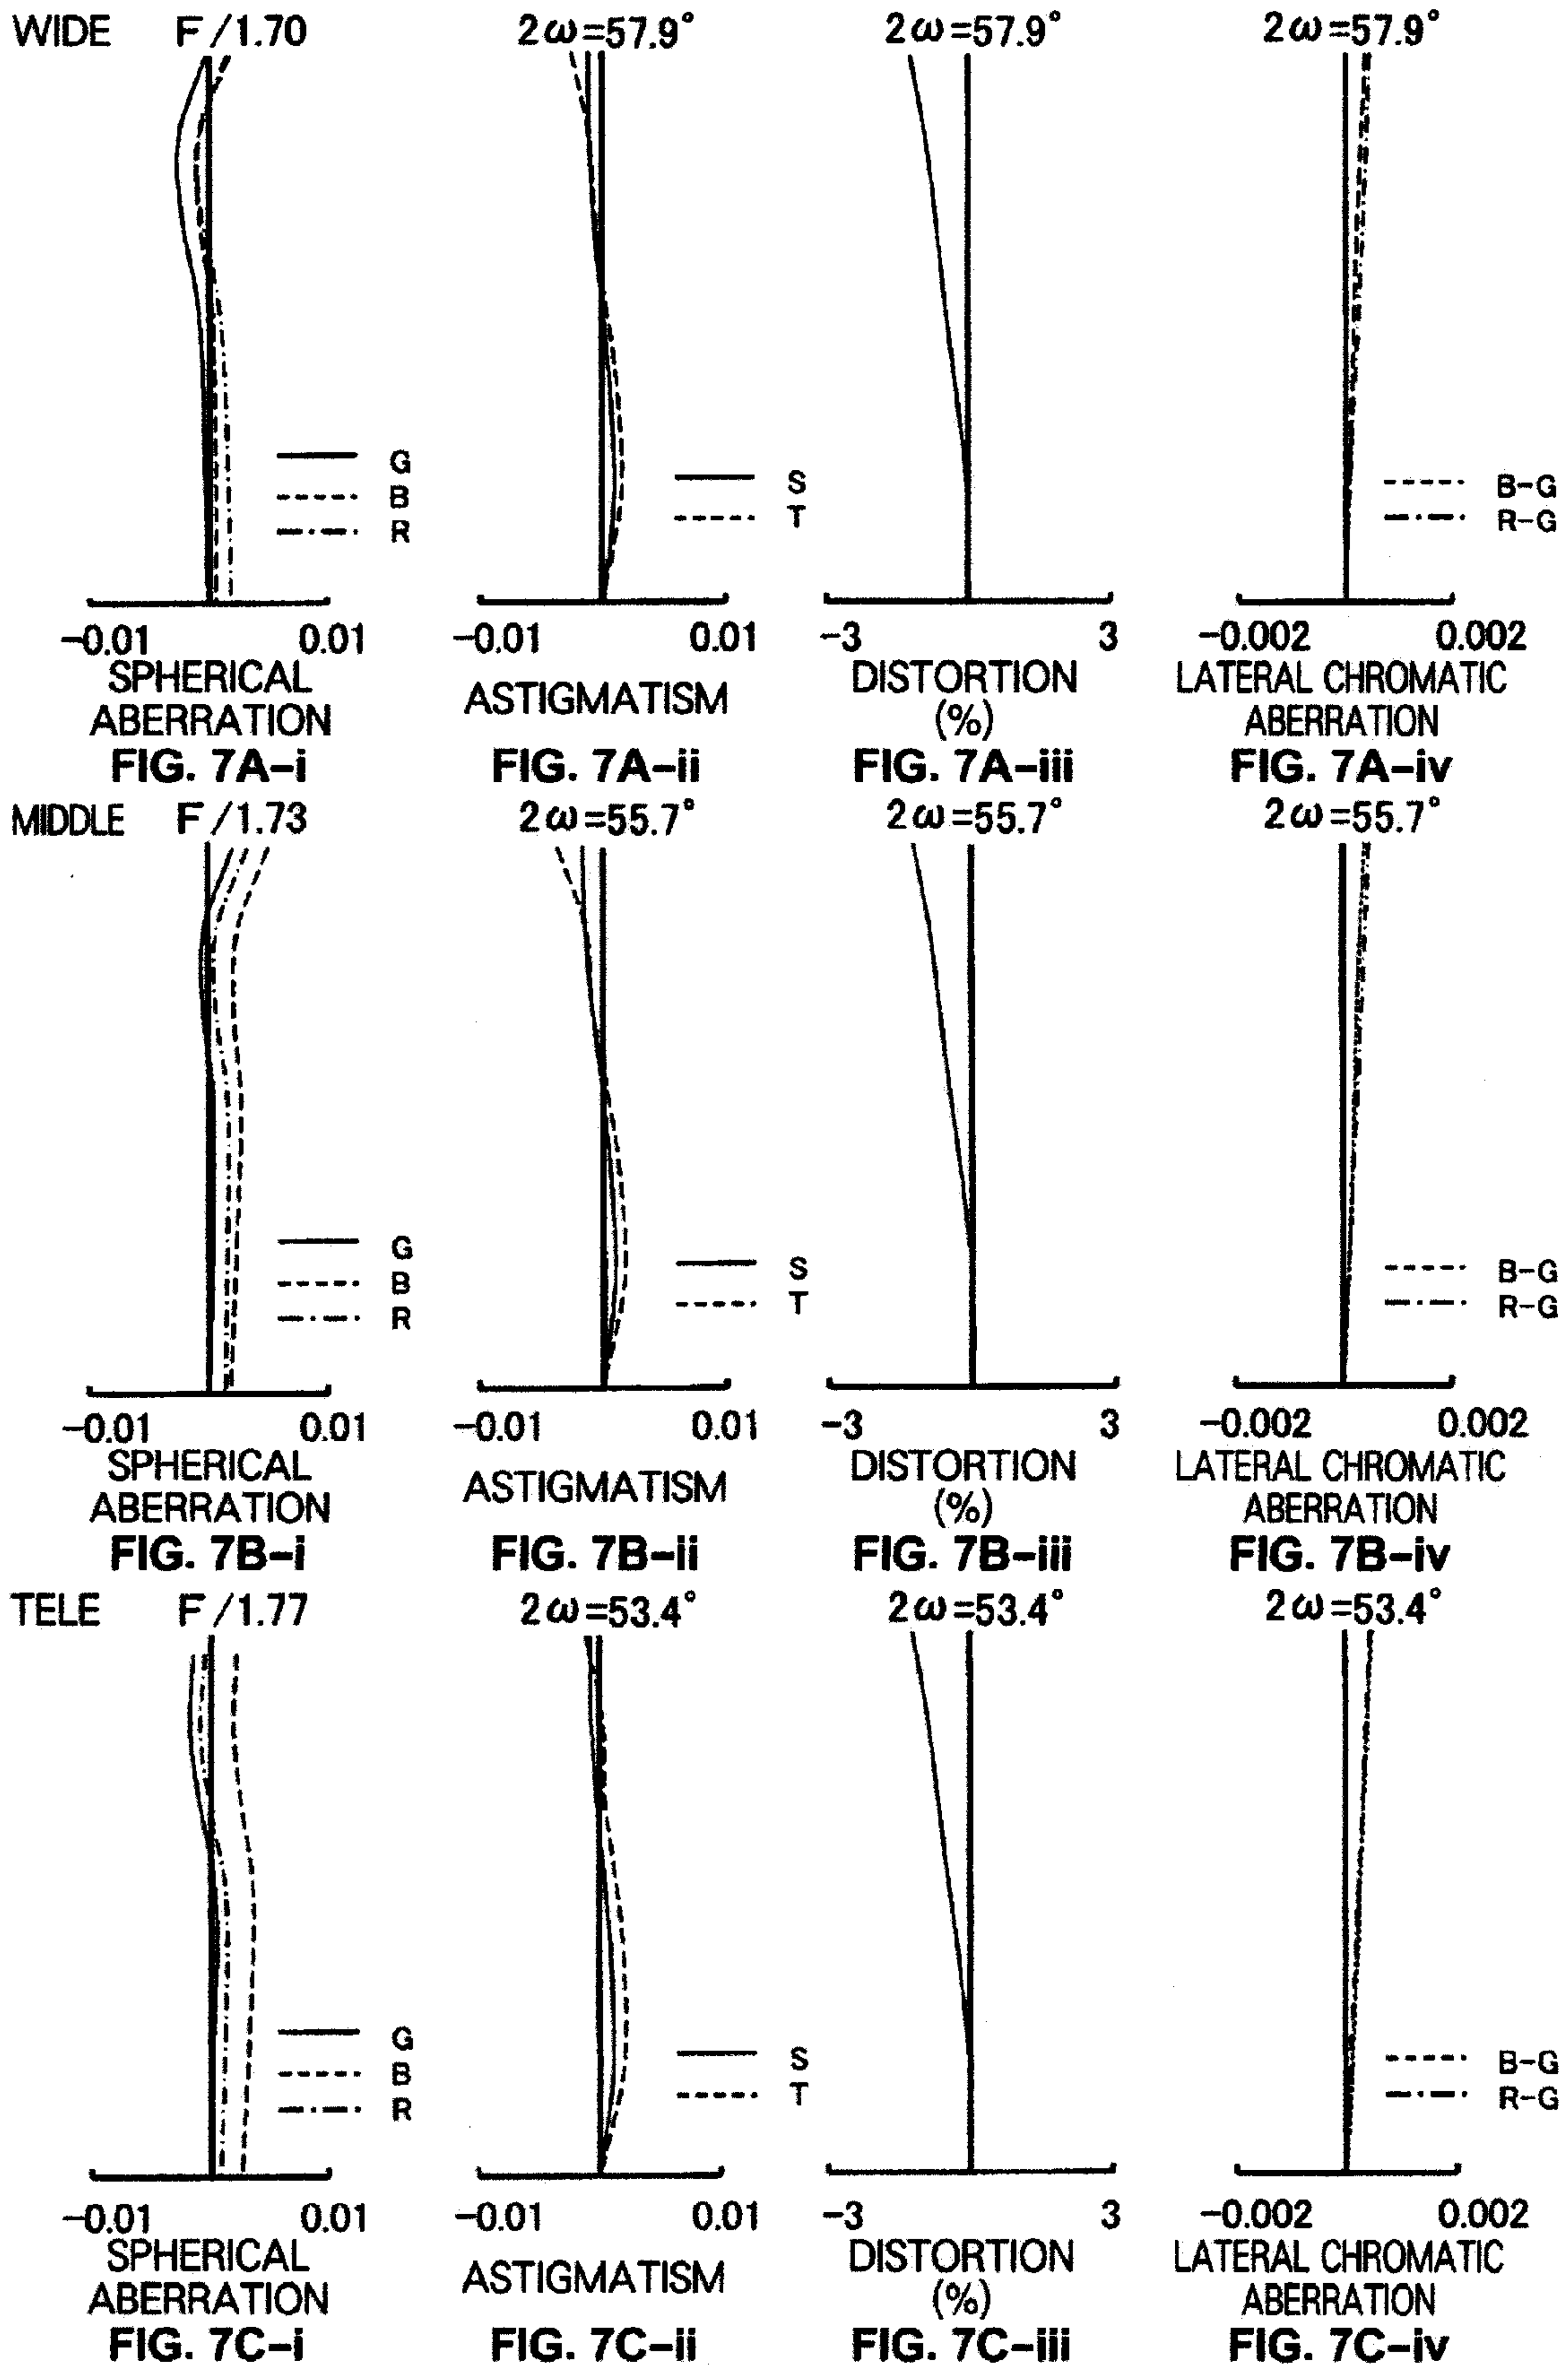 WIDE F/1.70 2ω=57.9° 2ω=57.9° 2ω=57.9°
G
B
R
S
T
B-G
R-G
-0.01 0.01 -0.01 0.01 -3 3 -0.002 0.002
SPHERICAL
ABERRATION
ASTIGMATISM
DISTORTION
(%)
LATERAL CHROMATIC
ABERRATION
FIG. 7A-i FIG. 7A-ii FIG. 7A-iii FIG. 7A-iv
MIDDLE F/1.73 2ω=55.7° 2ω=55.7° 2ω=55.7°
G
B
R
S
T
B-G
R-G
-0.01 0.01 -0.01 0.01 -3 3 -0.002 0.002
SPHERICAL
ABERRATION
ASTIGMATISM
DISTORTION
(%)
LATERAL CHROMATIC
ABERRATION
FIG. 7B-i FIG. 7B-ii FIG. 7B-iii FIG. 7B-iv
TELE F/1.77 2ω=53.4° 2ω=53.4° 2ω=53.4°
G
B
R
S
T
B-G
R-G
-0.01 0.01 -0.01 0.01 -3 3 -0.002 0.002
SPHERICAL
ABERRATION
ASTIGMATISM
DISTORTION
(%)
LATERAL CHROMATIC
ABERRATION
FIG. 7C-i FIG. 7C-ii FIG. 7C-iii FIG. 7C-iv